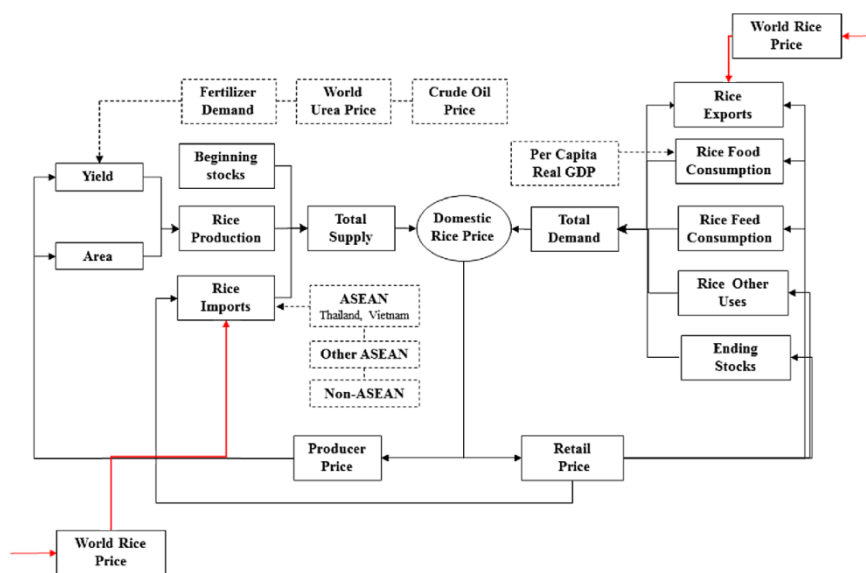 World Rice
Price
Fertilizer
Demand
World
Urea Price
Crude Oil
Price
Rice
Exports
Beginning
stocks
Per Capita
Real GDP
Rice Food
Consumption
Yield
Rice
Production
Total
Supply
Domestic
Rice Price
Total
Demand
Rice Feed
Consumption
Area
Rice
Imports
ASEAN
Thailand, Vietnam
Rice Other
Uses
Other ASEAN
Ending
Stocks
Non-ASEAN
Producer
Price
Retail
Price
World Rice
Price